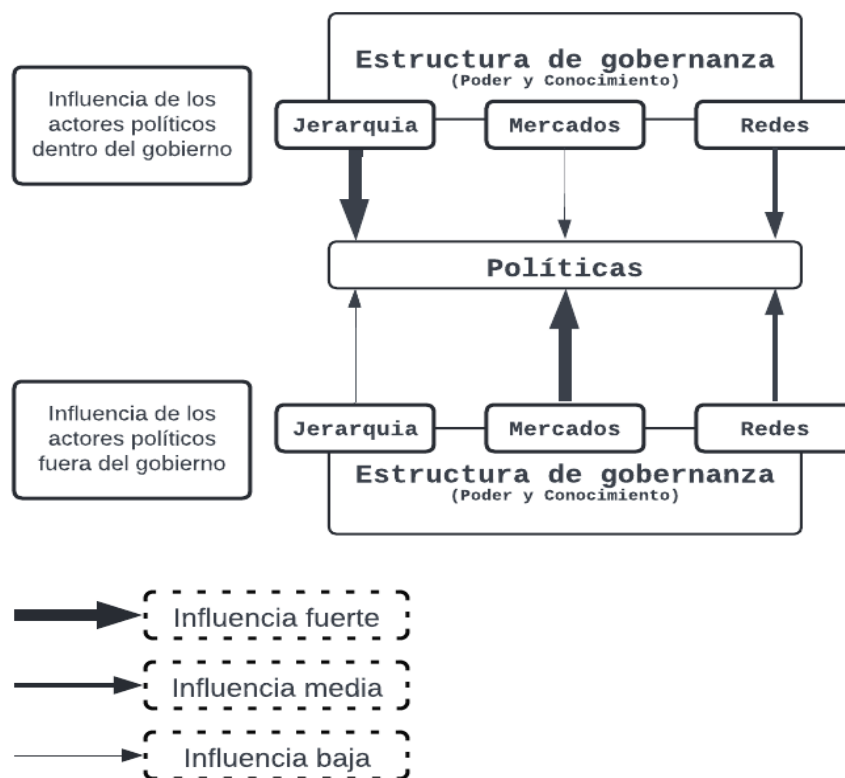 Estructura de gobernanza
(Poder y Conocimiento)
Influencia de los
actores políticos
dentro del gobierno
Jerarquia
Mercados
Redes
Políticas
Influencia de los
actores políticos
fuera del gobierno
Jerarquia
Mercados
Redes
Estructura de gobernanza
(Poder y Conocimiento)
Influencia fuerte
Influencia media
Influencia baja